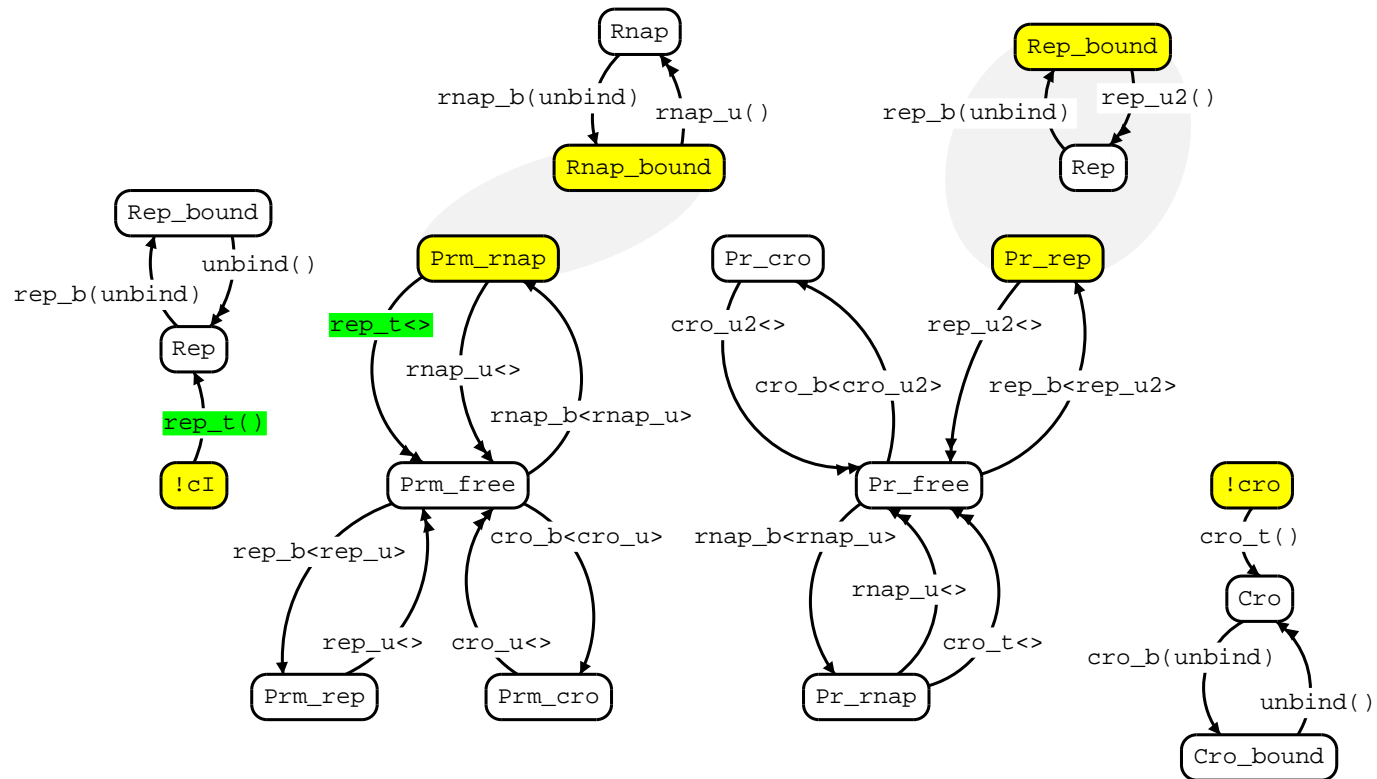 Rnap
Rep_bound
rnap_b(unbind)
rnap_u()
rep_b(unbind)
rep_u2()
Rnap_bound
Rep
Rep_bound
unbind()
rep_b(unbind)
Rep
rep_t()
!cI
Prm_rnap
rep_t<>
rnap_u<>
rnap_b<rnap_u>
Prm_free
rep_b<rep_u>
cro_b<cro_u>
rep_u<>
cro_u<>
Prm_rep
Prm_cro
Pr_cro
Pr_rep
cro_u2<>
rep_u2<>
cro_b<cro_u2>
rep_b<rep_u2>
Pr_free
rnap_b<rnap_u>
rnap_u<>
cro_t<>
Pr_rnap
!cro
cro_t()
Cro
cro_b(unbind)
unbind()
Cro_bound